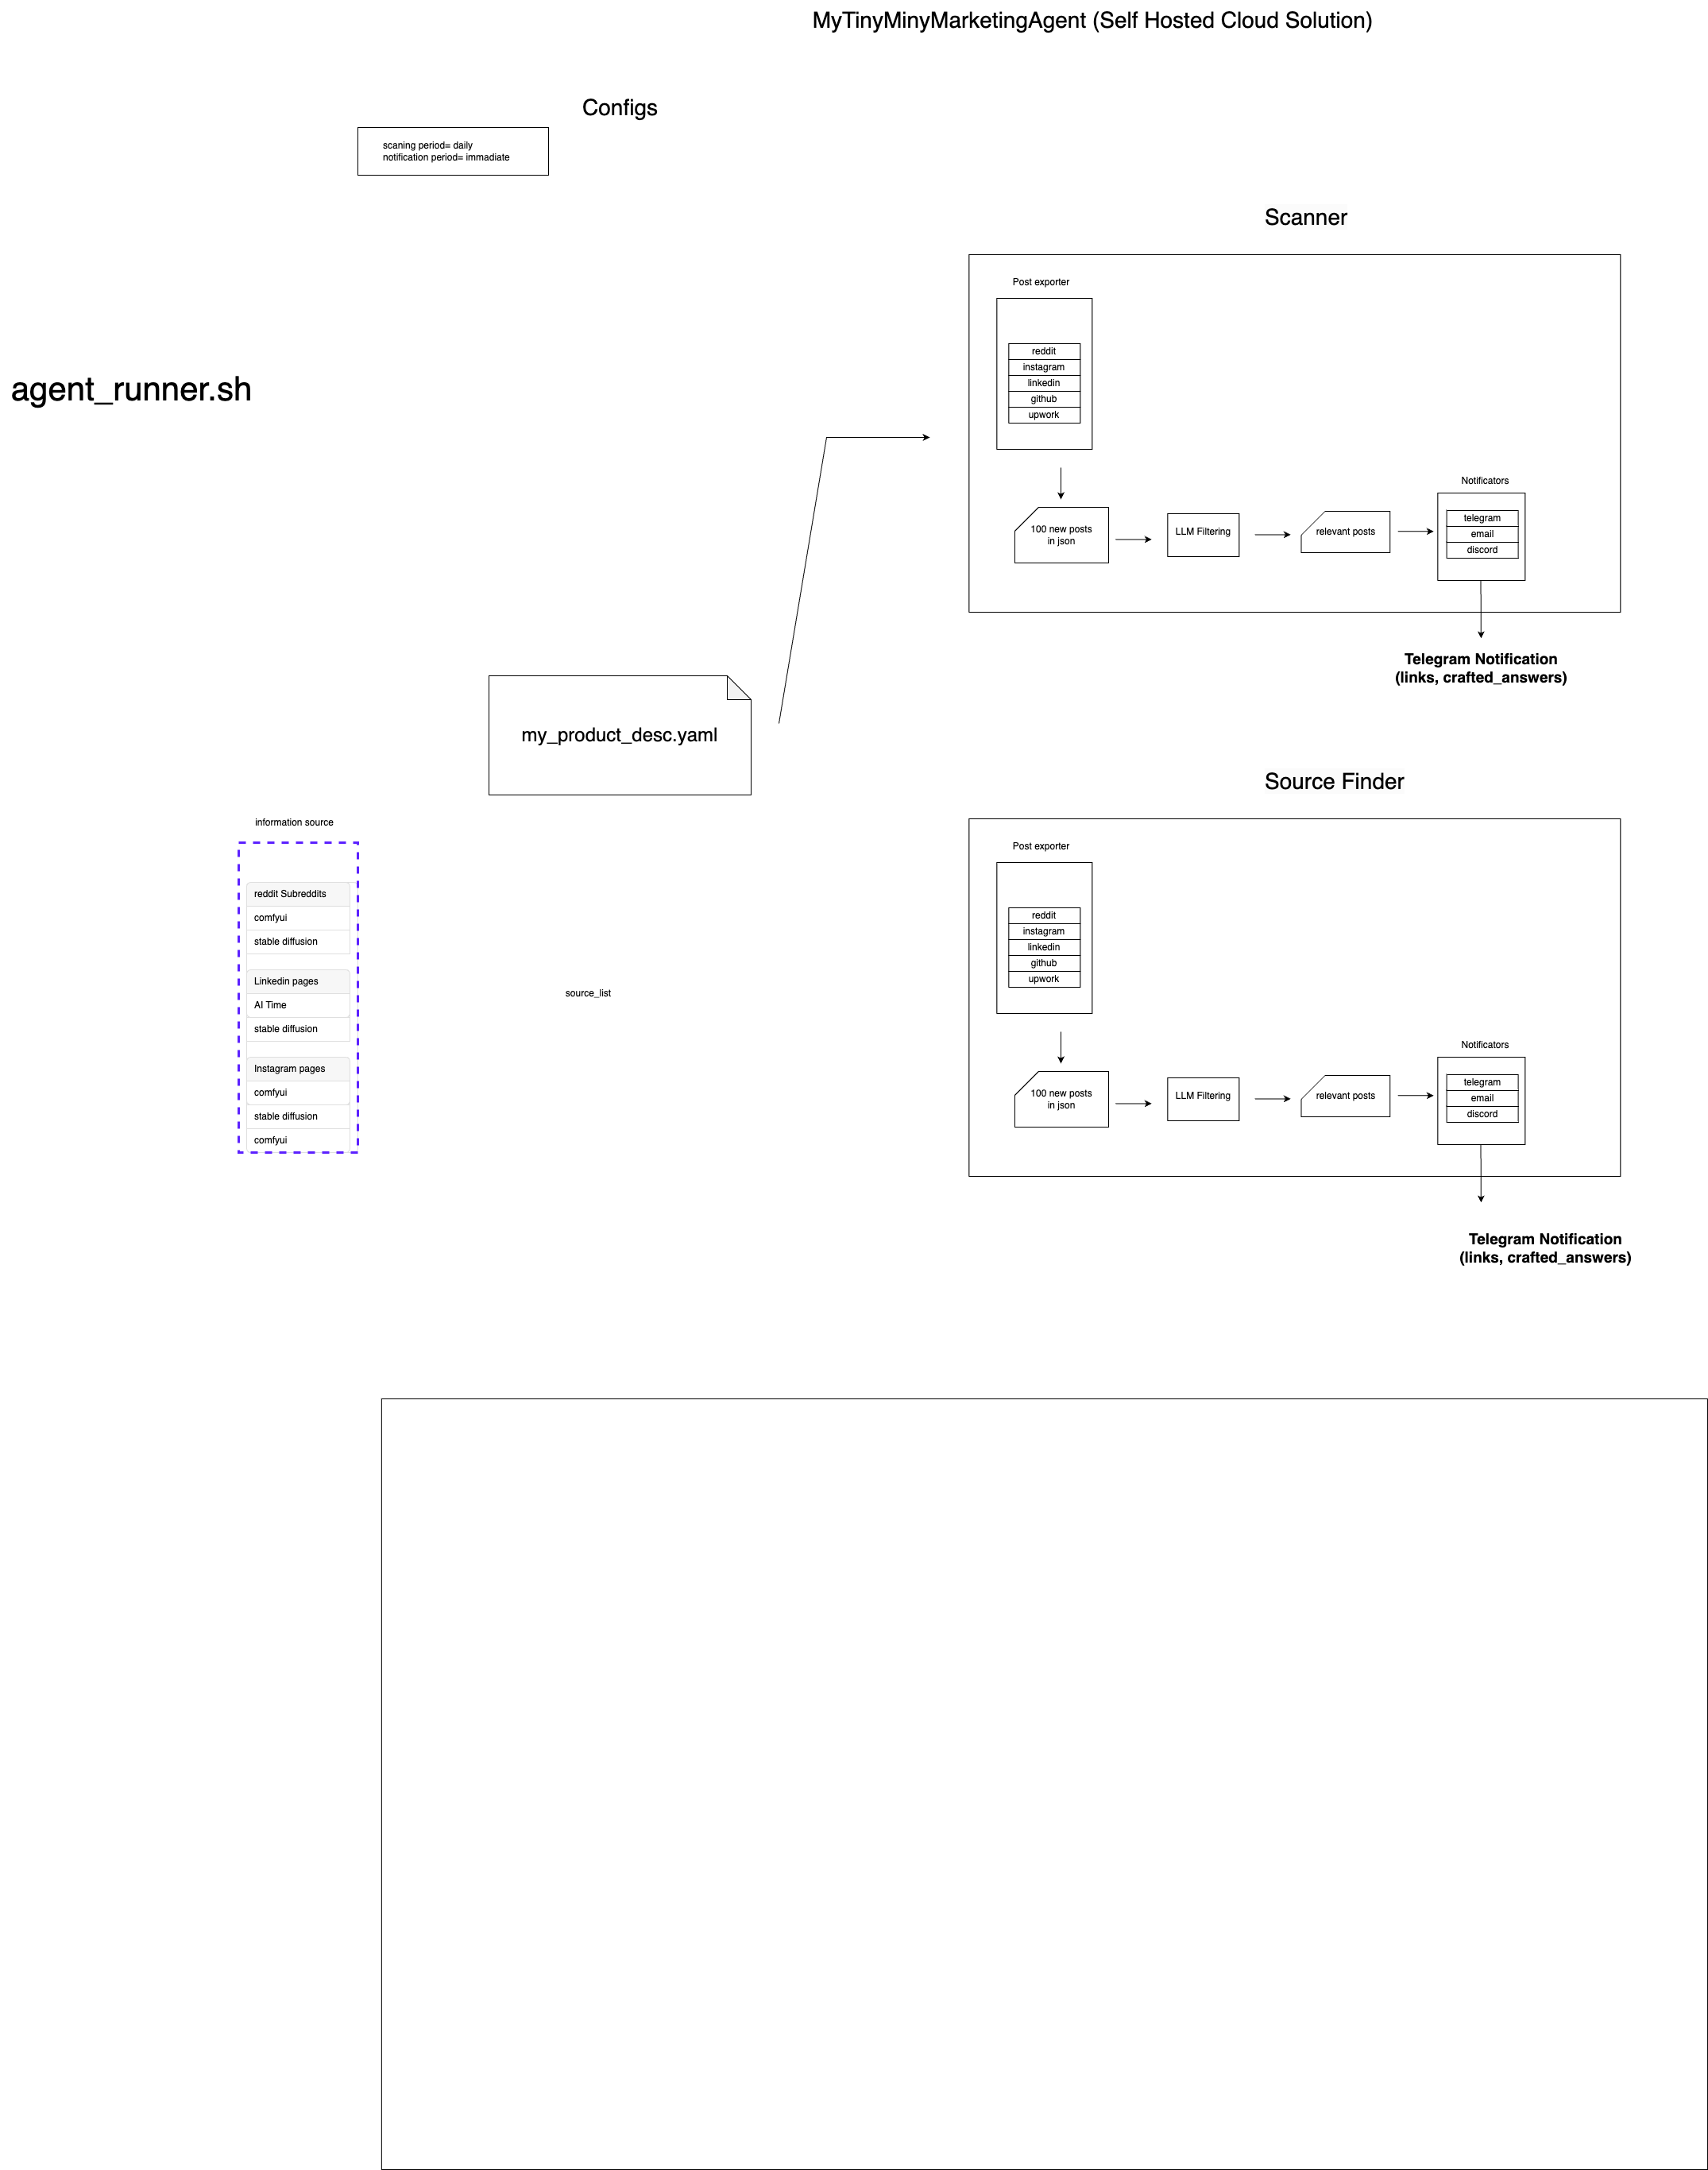 MyTinyMinyMarketingAgent (Self Hosted Cloud Solution)
Configs
scaning period= daily
notification period= immadiate
agent_runner.sh
Scanner
Post exporter
reddit
instagram
linkedin
github
upwork
100 new posts
in json
LLM Filtering
relevant posts
Notificators
telegram
email
discord
Telegram Notification
(links, crafted_answers)
my_product_desc.yaml
information source
reddit Subreddits
comfyui
stable diffusion
Linkedin pages
AI Time
stable diffusion
Instagram pages
comfyui
stable diffusion
comfyui
source_list
Source Finder
Post exporter
reddit
instagram
linkedin
github
upwork
100 new posts
in json
LLM Filtering
relevant posts
Notificators
telegram
email
discord
Telegram Notification
(links, crafted_answers)